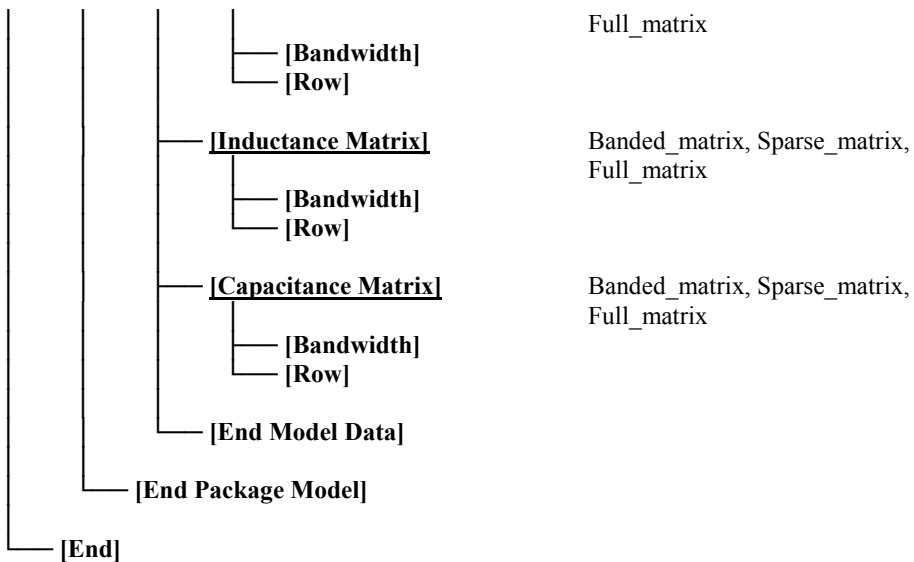 Full_matrix
[Bandwidth]
[Row]
[Inductance Matrix] Banded_matrix, Sparse_matrix,
Full_matrix
[Bandwidth]
[Row]
[Capacitance Matrix] Banded_matrix, Sparse_matrix,
Full_matrix
[Bandwidth]
[Row]
[End Model Data]
[End Package Model]
[End]